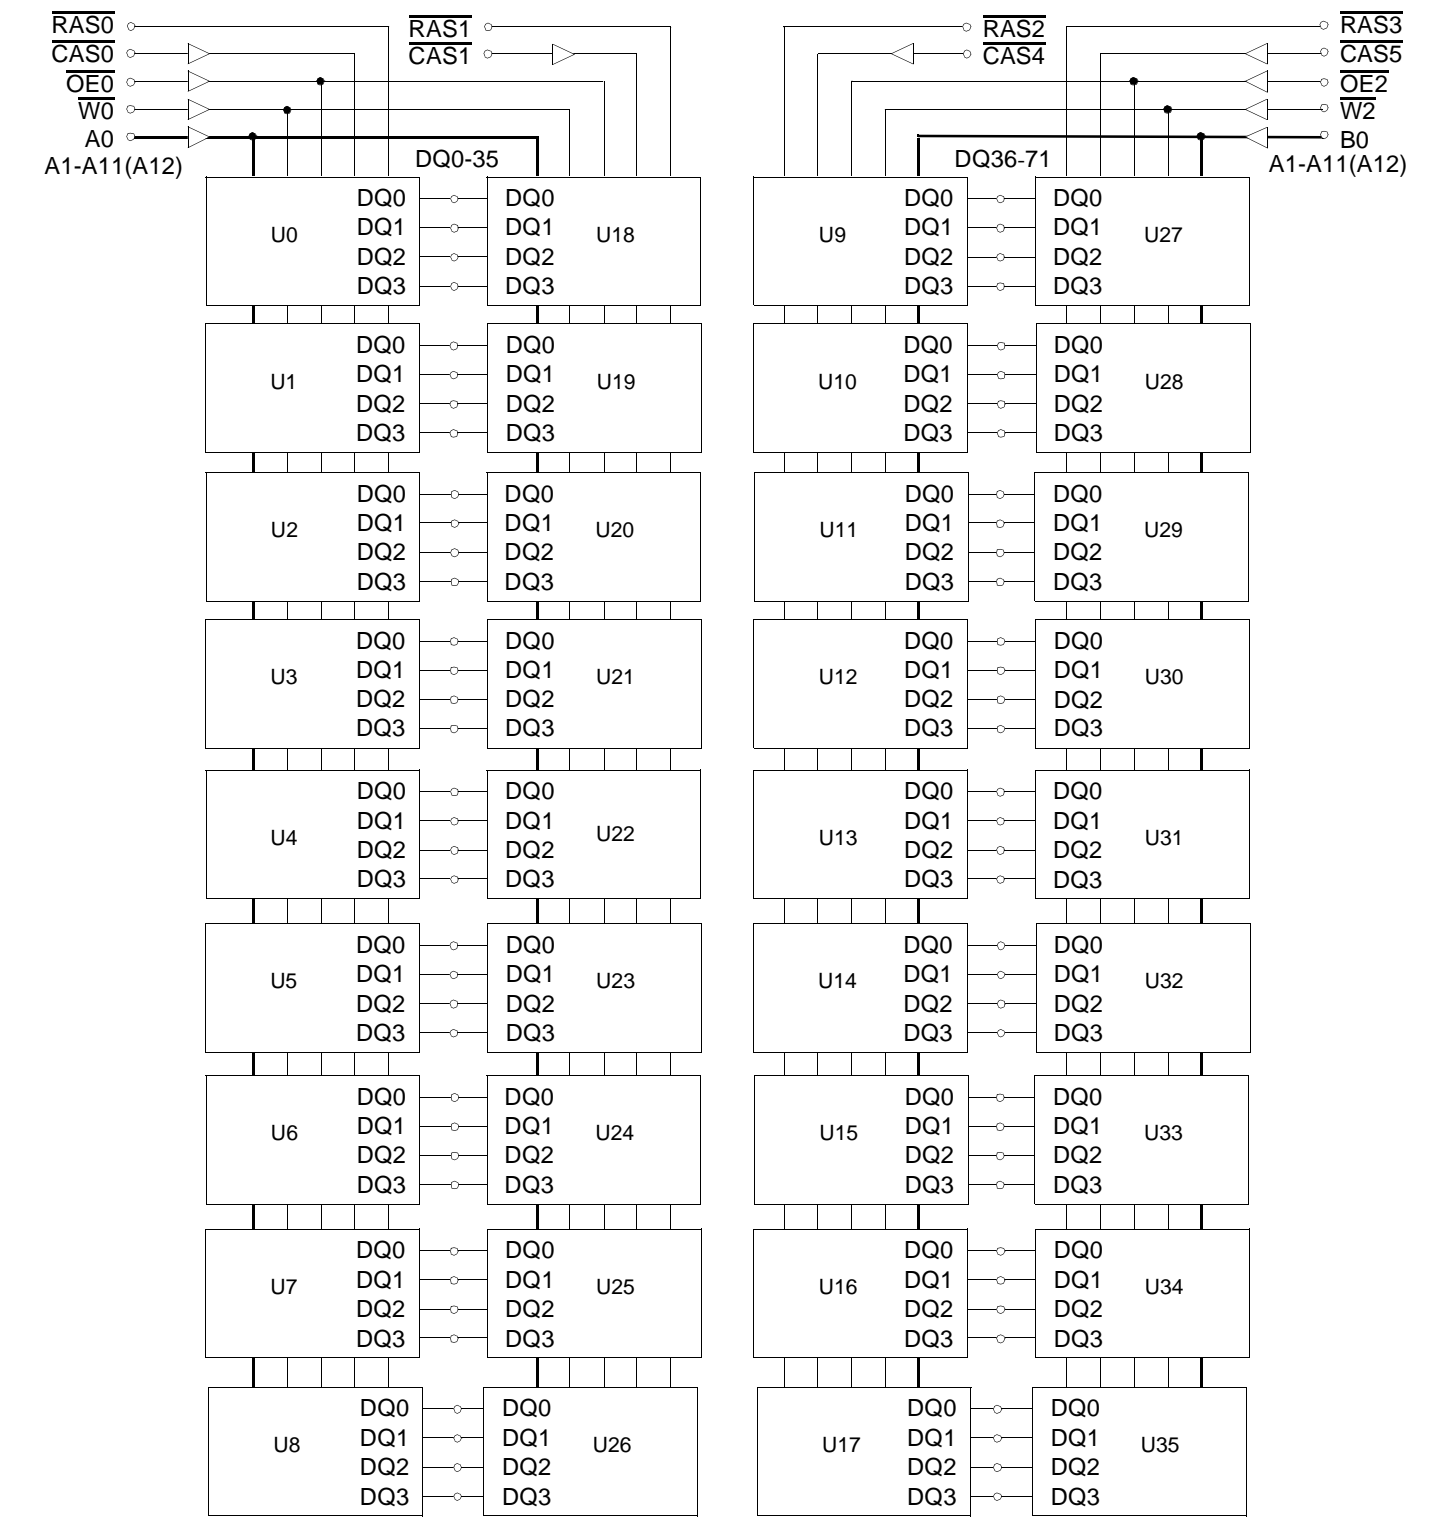 RAS0 RAS1 RAS2 RAS3
CAS0 CAS1 CAS4 CAS5
OE0 OE2
W0 W2
A0 B0
A1-A11(A12) DQ0-35 DQ36-71 A1-A11(A12)
DQ0 DQ0 DQ0 DQ0
U0 DQ1 DQ1 U18 U9 DQ1 DQ1 U27
DQ2 DQ2 DQ2 DQ2
DQ3 DQ3 DQ3 DQ3
DQ0 DQ0 DQ0 DQ0
U1 DQ1 DQ1 U19 U10 DQ1 DQ1 U28
DQ2 DQ2 DQ2 DQ2
DQ3 DQ3 DQ3 DQ3
DQ0 DQ0 DQ0 DQ0
U2 DQ1 DQ1 U20 U11 DQ1 DQ1 U29
DQ2 DQ2 DQ2 DQ2
DQ3 DQ3 DQ3 DQ3
DQ0 DQ0 DQ0 DQ0
U3 DQ1 DQ1 U21 U12 DQ1 DQ1 U30
DQ2 DQ2 DQ2 DQ2
DQ3 DQ3 DQ3 DQ3
DQ0 DQ0 DQ0 DQ0
U4 DQ1 DQ1 U22 U13 DQ1 DQ1 U31
DQ2 DQ2 DQ2 DQ2
DQ3 DQ3 DQ3 DQ3
DQ0 DQ0 DQ0 DQ0
U5 DQ1 DQ1 U23 U14 DQ1 DQ1 U32
DQ2 DQ2 DQ2 DQ2
DQ3 DQ3 DQ3 DQ3
DQ0 DQ0 DQ0 DQ0
U6 DQ1 DQ1 U24 U15 DQ1 DQ1 U33
DQ2 DQ2 DQ2 DQ2
DQ3 DQ3 DQ3 DQ3
DQ0 DQ0 DQ0 DQ0
U7 DQ1 DQ1 U25 U16 DQ1 DQ1 U34
DQ2 DQ2 DQ2 DQ2
DQ3 DQ3 DQ3 DQ3
DQ0 DQ0 DQ0 DQ0
U8 DQ1 DQ1 U26 U17 DQ1 DQ1 U35
DQ2 DQ2 DQ2 DQ2
DQ3 DQ3 DQ3 DQ3